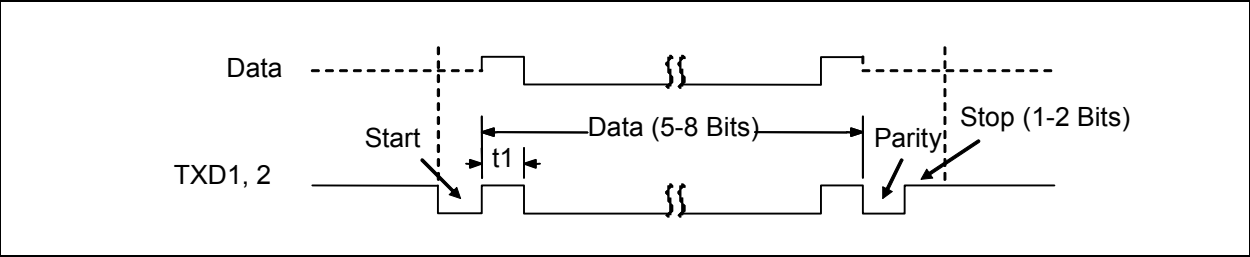 Data
Start
Data (5-8 Bits)
Parity
Stop (1-2 Bits)
t1
TXD1, 2